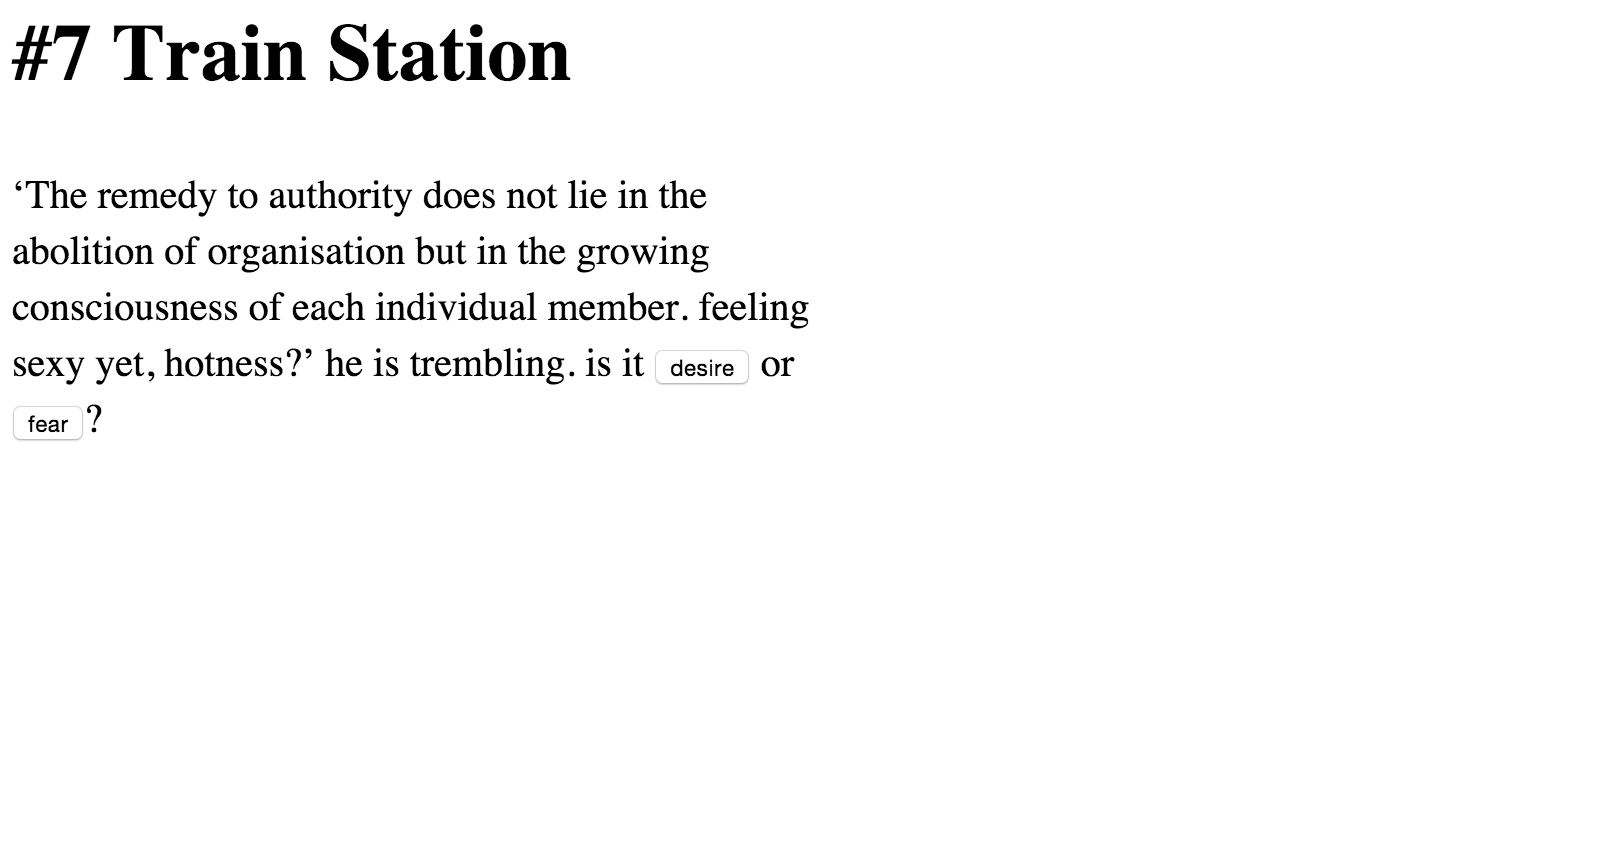 #7 Train Station
‘The remedy to authority does not lie in the
abolition of organisation but in the growing
consciousness of each individual member. feeling
sexy yet, hotness?’ he is trembling. is it desire or
fear?